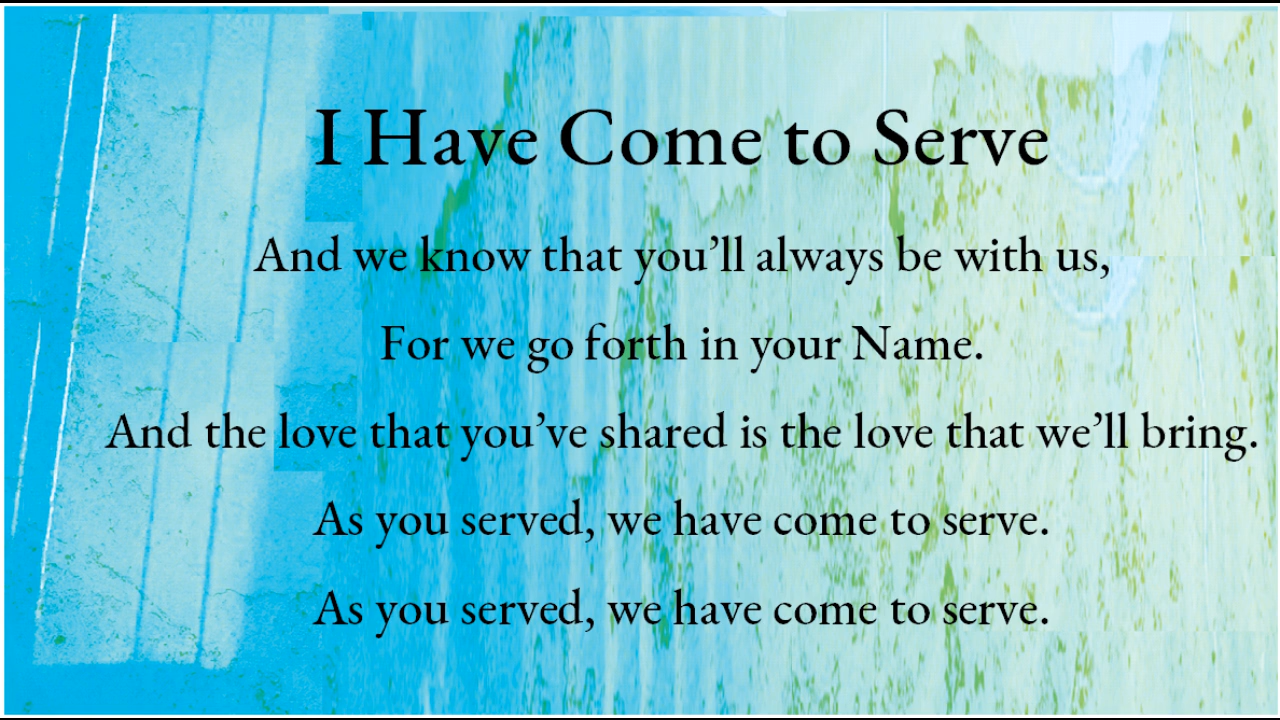 I Have Come to Serve
And we know that you’ll always be with us,
For we go forth in your Name.
And the love that you’ve shared is the love that we’ll bring.
As you served, we have come to serve.
As you served, we have come to serve.